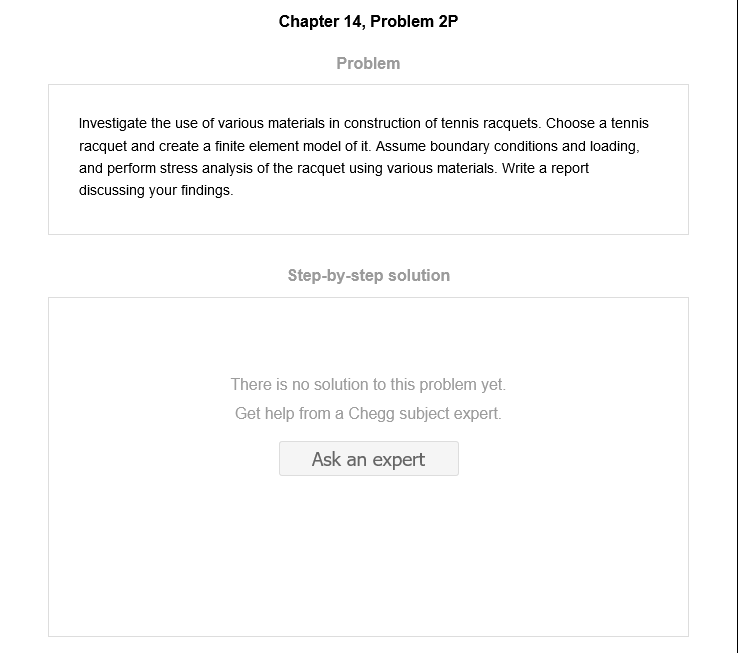 Chapter 14, Problem 2P
Problem
Investigate the use of various materials in construction of tennis racquets. Choose a tennis
racquet and create a finite element model of it. Assume boundary conditions and loading,
and perform stress analysis of the racquet using various materials. Write a report
discussing your findings.
Step-by-step solution
There is no solution to this problem yet.
Get help from a Chegg subject expert.
Ask an expert